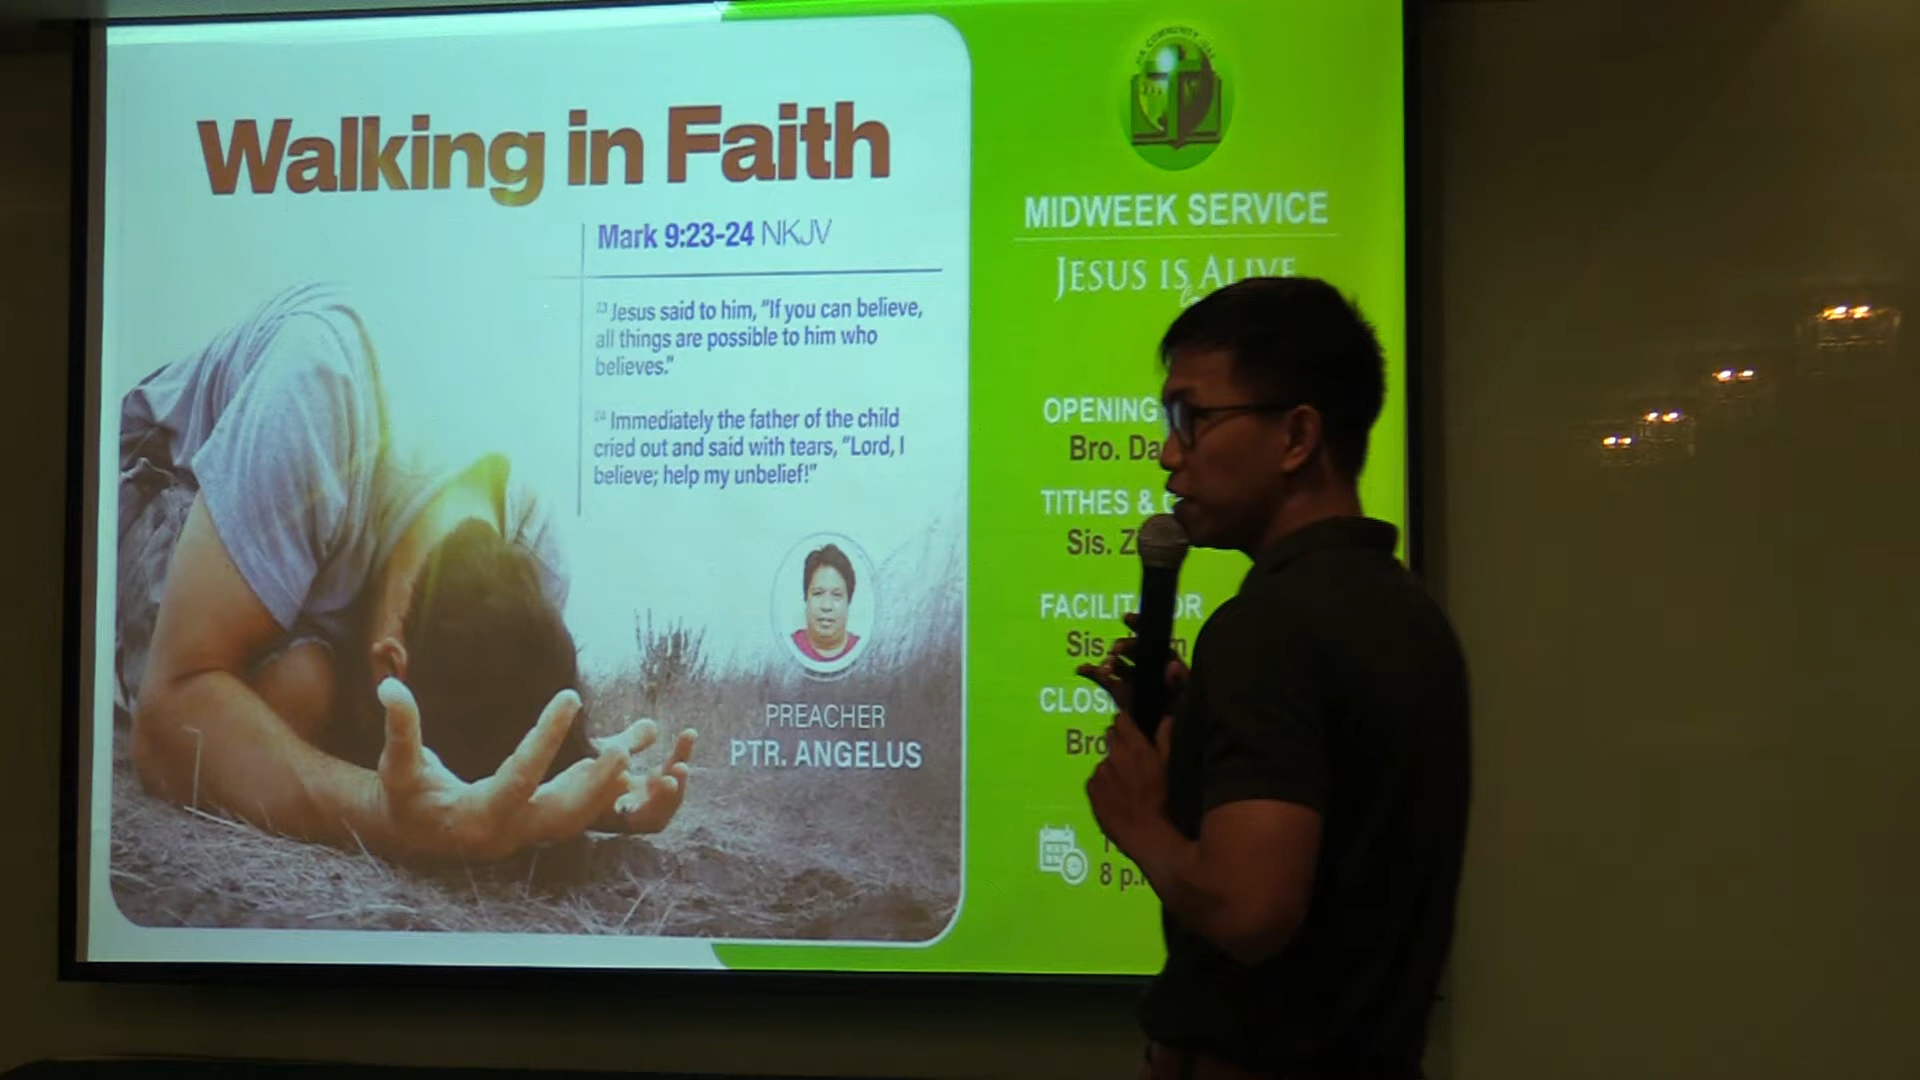 Walking in Faith
Mark 9:23-24 NKJV
23 Jesus said to him, "If you can believe,
all things are possible to him who
believes."
24 Immediately the father of the child
cried out and said with tears, "Lord, I
believe; help my unbelief!"
PREACHER
PTR. ANGELUS
MIDWEEK SERVICE
JESUS IS ALIVE
OPENING
Bro.
TITHES &
Sis.
FACILITATOR
Sis.
Bro
8